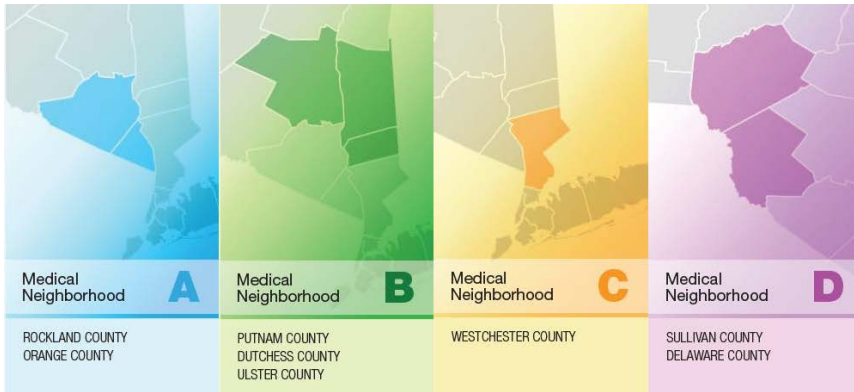 Medical
Neighborhood
A
ROCKLAND COUNTY
ORANGE COUNTY
Medical
Neighborhood
B
PUTNAM COUNTY
DUTCHESS COUNTY
ULSTER COUNTY
Medical
Neighborhood
C
WESTCHESTER COUNTY
Medical
Neighborhood
D
SULLIVAN COUNTY
DELAWARE COUNTY